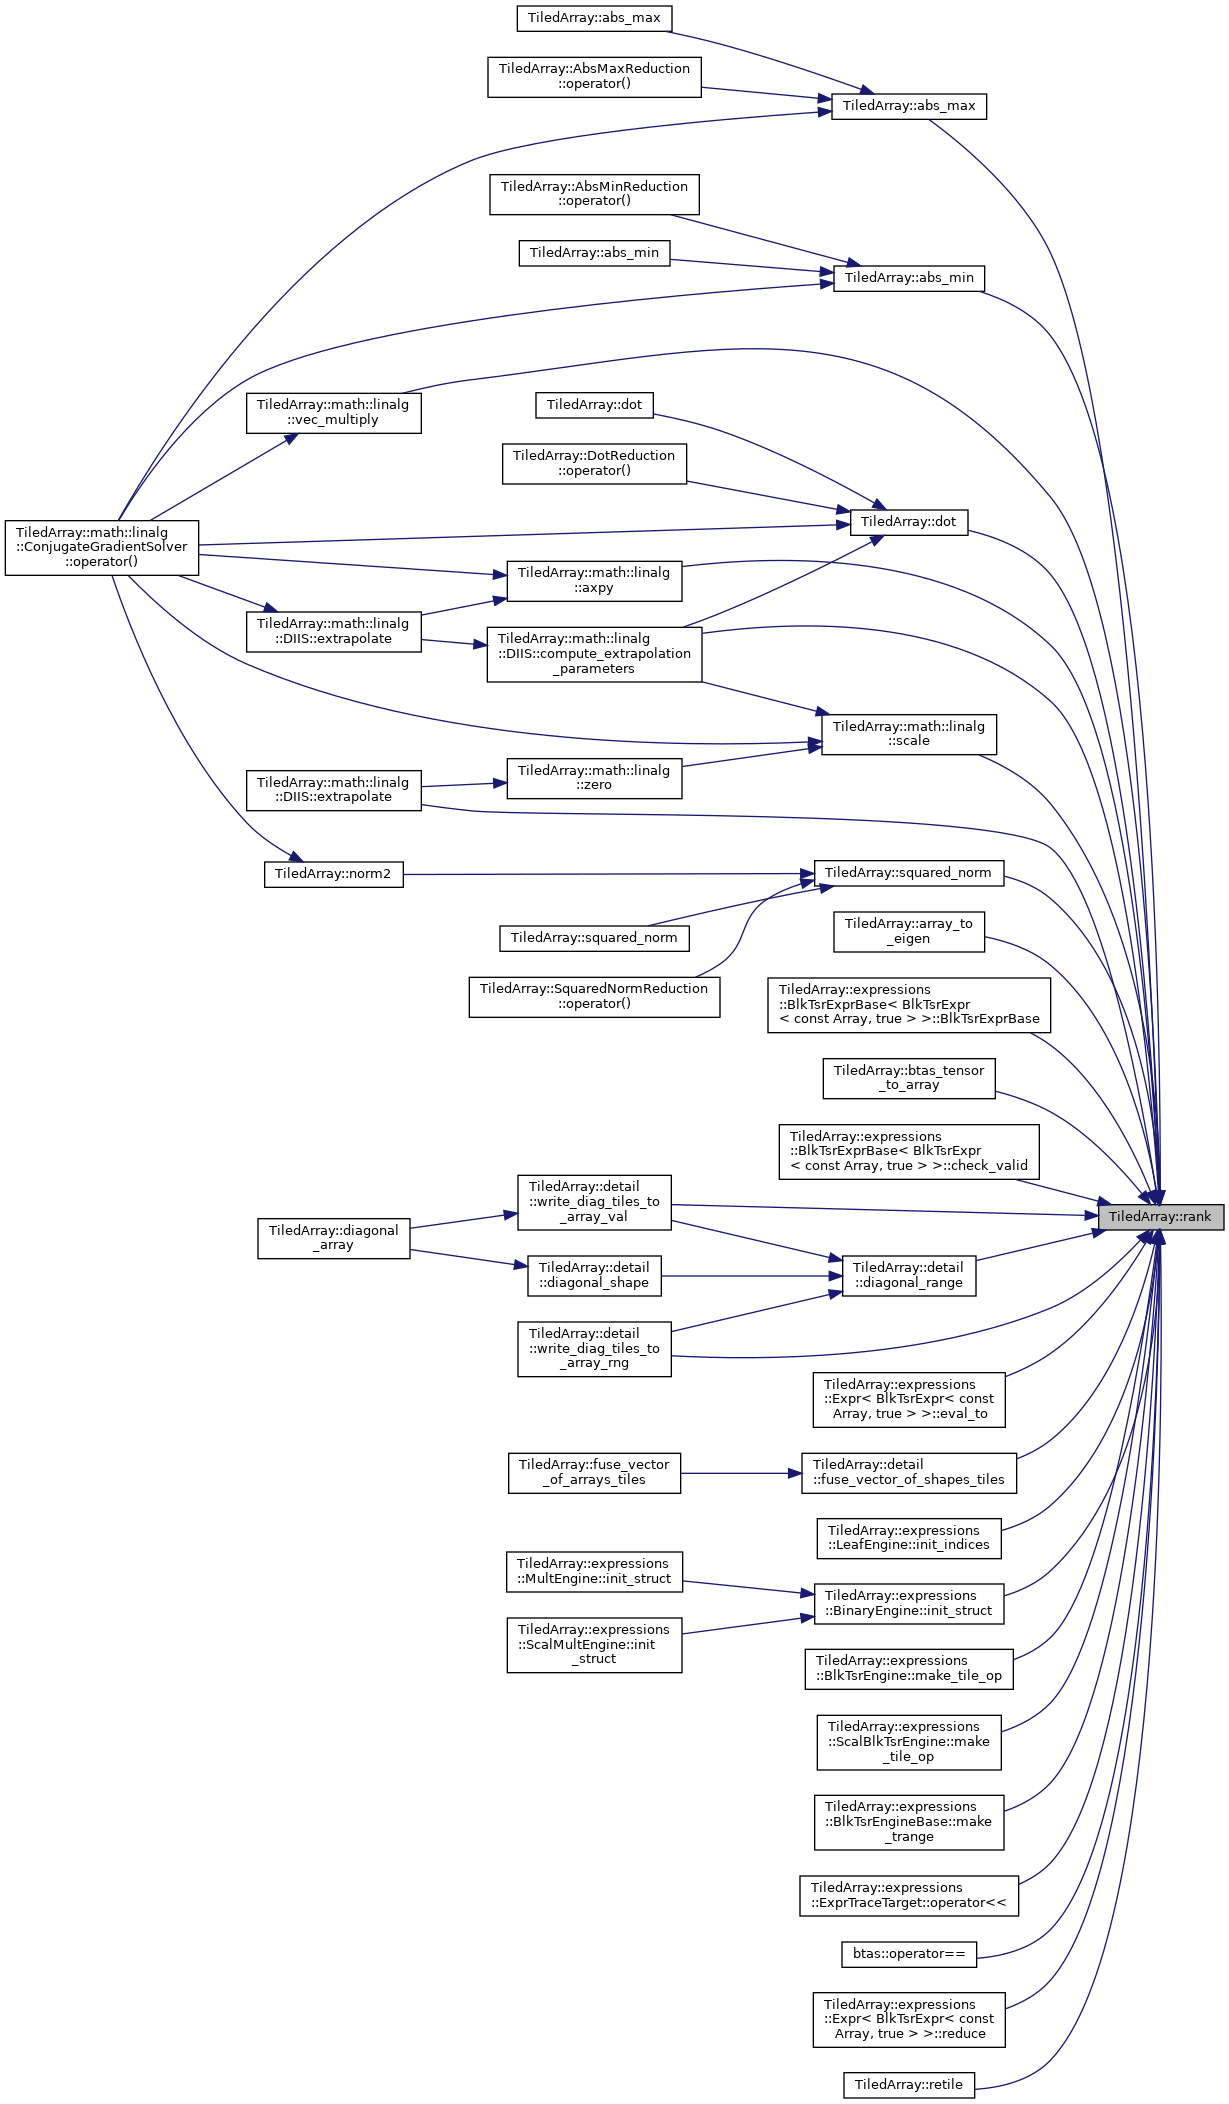 TiledArray::abs_max
TiledArray::AbsMaxReduction
::operator()
TiledArray::abs_max
TiledArray::AbsMinReduction
::operator()
TiledArray::abs_min
TiledArray::abs_min
TiledArray::math::linalg
::vec_multiply
TiledArray::dot
TiledArray::DotReduction
::operator()
TiledArray::dot
TiledArray::math::linalg
::ConjugateGradientSolver
::operator()
TiledArray::math::linalg
::axpy
TiledArray::math::linalg
::DIIS::extrapolate
TiledArray::math::linalg
::DIIS::compute_extrapolation
_parameters
TiledArray::math::linalg
::scale
TiledArray::math::linalg
::zero
TiledArray::math::linalg
::DIIS::extrapolate
TiledArray::norm2
TiledArray::squared_norm
TiledArray::squared_norm
TiledArray::array_to
_eigen
TiledArray::SquaredNormReduction
::operator()
TiledArray::expressions
::BlkTsrExprBase< BlkTsrExpr
< const Array, true > >::BlkTsrExprBase
TiledArray::btas_tensor
_to_array
TiledArray::expressions
::BlkTsrExprBase< BlkTsrExpr
< const Array, true > >::check_valid
TiledArray::detail
::write_diag_tiles_to
_array_val
TiledArray::rank
TiledArray::diagonal
_array
TiledArray::detail
::diagonal_shape
TiledArray::detail
::diagonal_range
TiledArray::detail
::write_diag_tiles_to
_array_rng
TiledArray::expressions
::Expr< BlkTsrExpr< const
Array, true > >::eval_to
TiledArray::fuse_vector
_of_arrays_tiles
TiledArray::detail
::fuse_vector_of_shapes_tiles
TiledArray::expressions
::LeafEngine::init_indices
TiledArray::expressions
::MultEngine::init_struct
TiledArray::expressions
::BinaryEngine::init_struct
TiledArray::expressions
::ScalMultEngine::init
_struct
TiledArray::expressions
::BlkTsrEngine::make_tile_op
TiledArray::expressions
::ScalBlkTsrEngine::make
_tile_op
TiledArray::expressions
::BlkTsrEngineBase::make
_trange
TiledArray::expressions
::ExprTraceTarget::operator<<
btas::operator==
TiledArray::expressions
::Expr< BlkTsrExpr< const
Array, true > >::reduce
TiledArray::retile